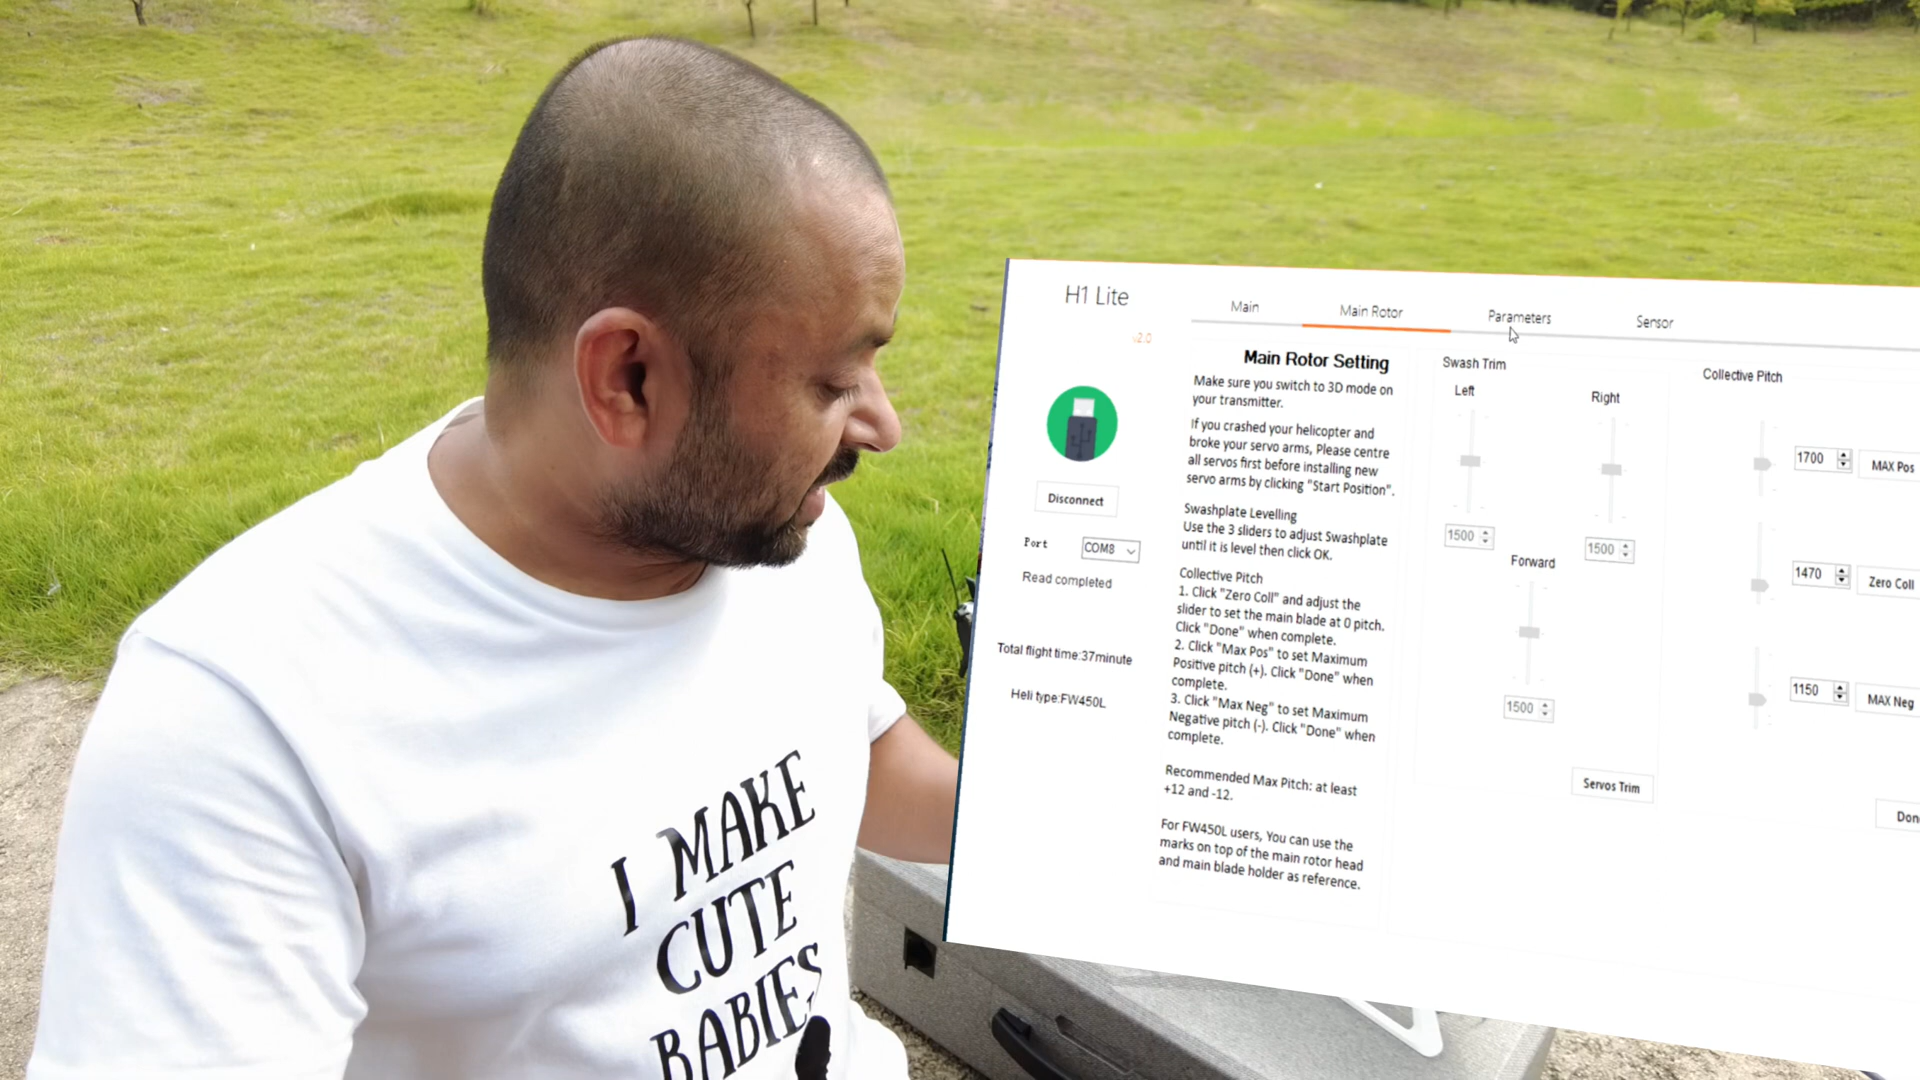 H1 Lite
v2.0
Disconnect
Port
COM8
Read completed
Total flight time:37minute
Heli type:FW450L
Main
Main Rotor
Parameters
Sensor
Main Rotor Setting
Make sure you switch to 3D mode on
your transmitter.
If you crashed your helicopter and
broke your servo arms, Please centre
all servos first before installing new
servo arms by clicking "Start Position".
Swashplate Levelling
Use the 3 sliders to adjust Swashplate
until it is level then click OK.
Collective Pitch
1. Click "Zero Coll" and adjust the
slider to set the main blade at 0 pitch.
Click "Done" when complete.
2. Click "Max Pos" to set Maximum
Positive pitch (+). Click "Done" when
complete.
3. Click "Max Neg" to set Maximum
Negative pitch (-). Click "Done" when
complete.
Recommended Max Pitch: at least
+12 and -12.
For FW450L users, You can use the
marks on top of the main rotor head
and main blade holder as reference.
Swash Trim
Left
Right
1500
1500
Forward
1500
Servos Trim
Collective Pitch
1700
MAX Pos
1470
Zero Coll
1150
MAX Neg
Don
I MAKE
CUTE
BABIES